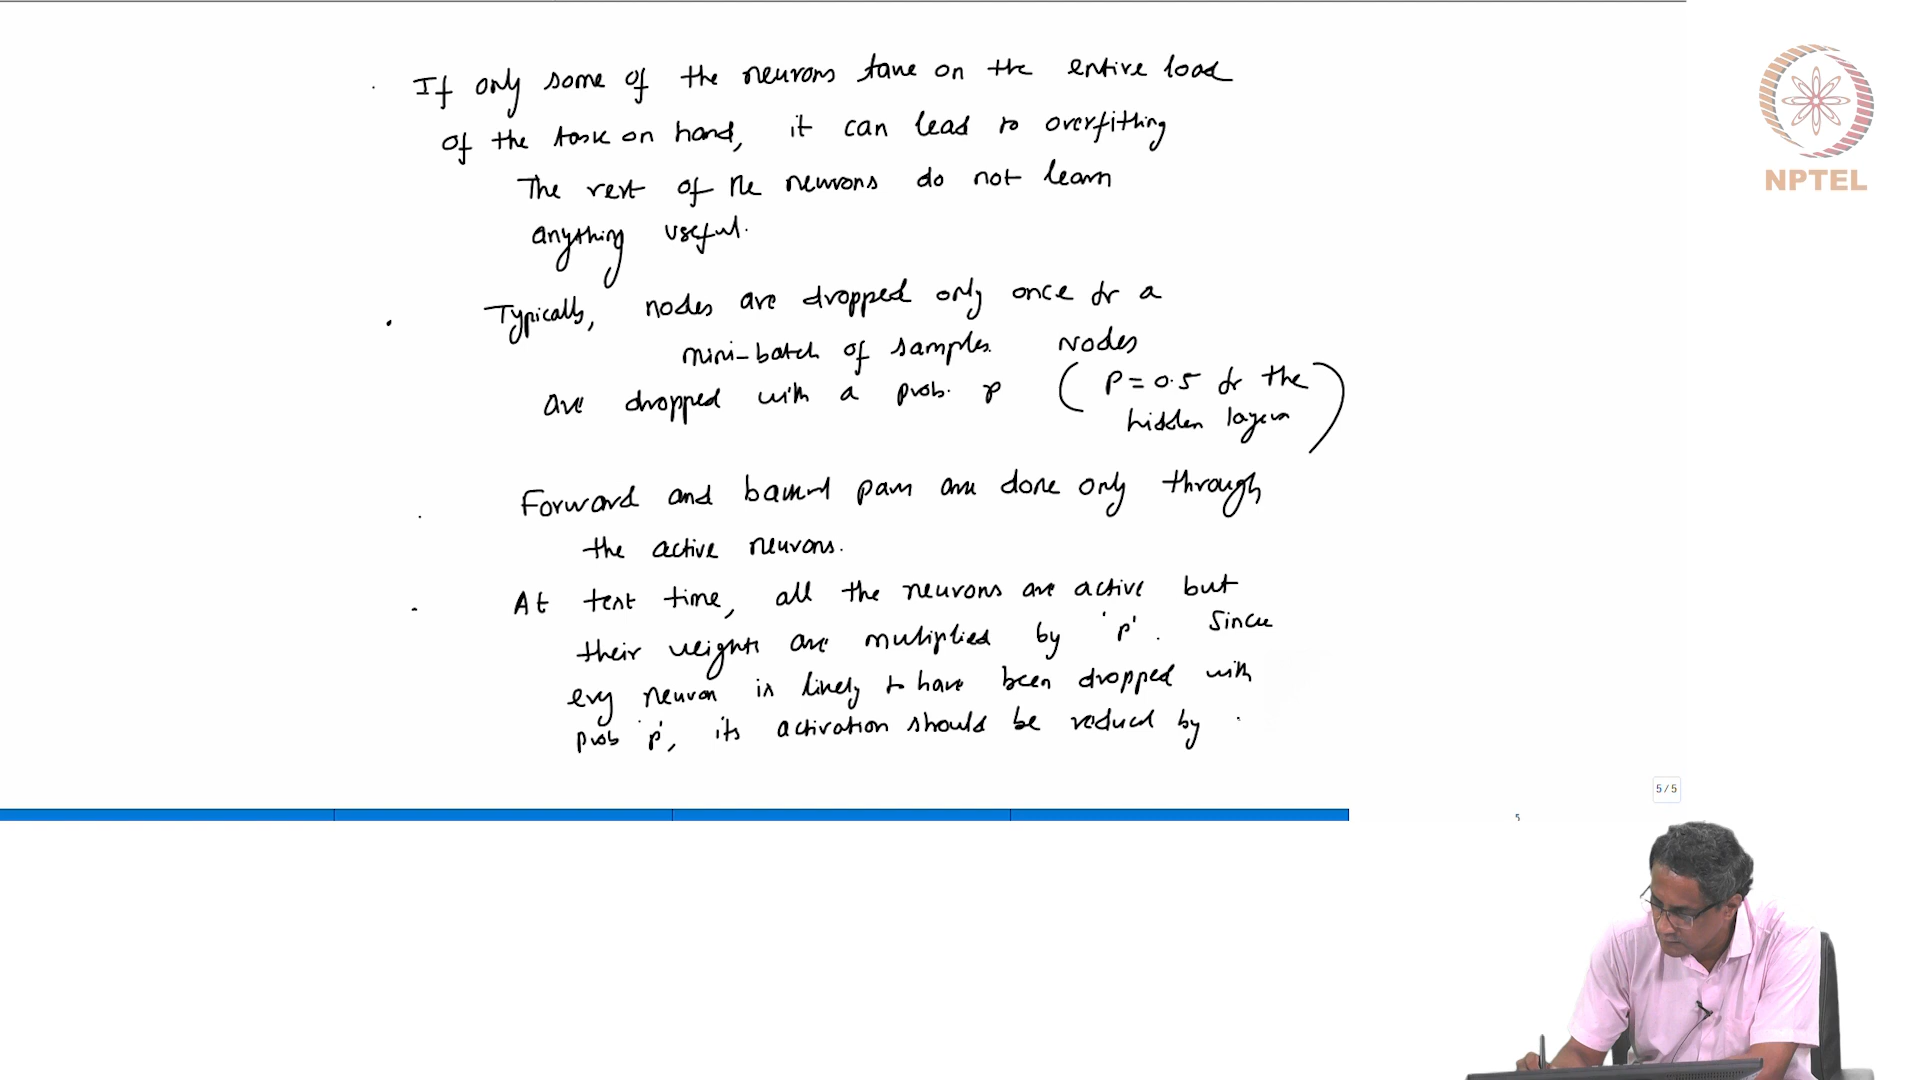 If only some of the neurons take on the entire load
of the task on hand, it can lead to overfitting
The rest of the neurons do not learn
anything useful.
Typically, nodes are dropped only once for a
mini-batch of samples. Nodes
are dropped with a prob. p (P = 0.5 for the
hidden layers)
Forward and backward pass are done only through
the active neurons.
At test time, all the neurons are active but
their weights are multiplied by 'p'. Since
every neuron is likely to have been dropped with
prob 'p', its activation should be reduced by
NPTEL
5 / 5
5